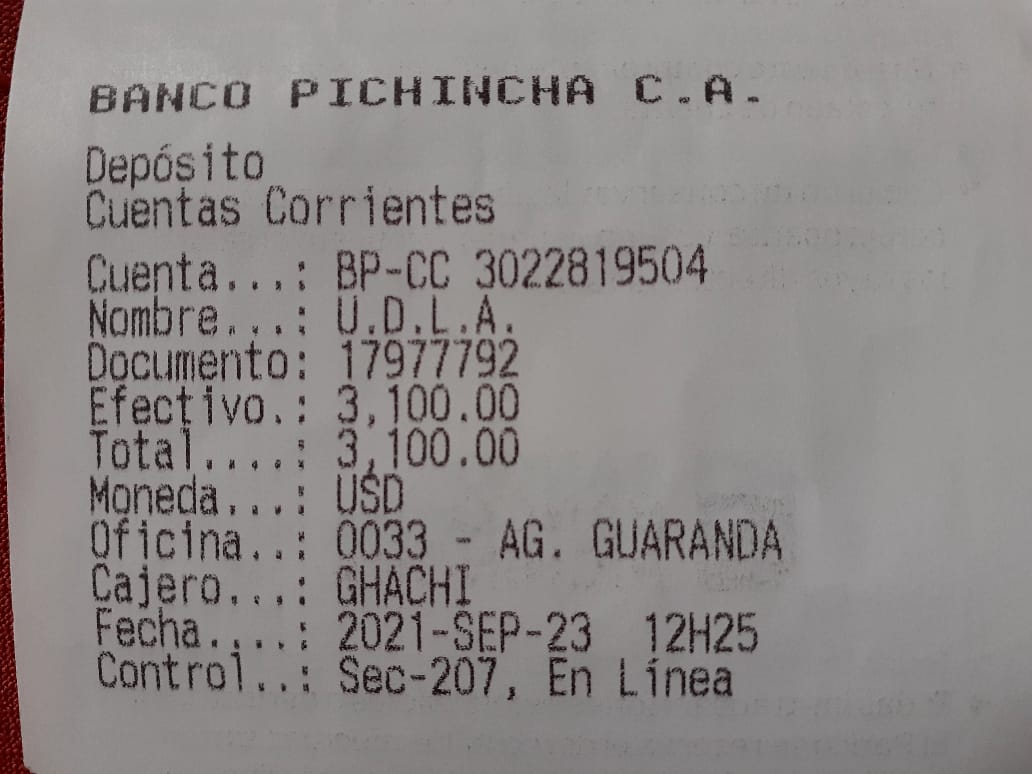 BANCO PICHINCHA C.A.
Depósito
Cuentas Corrientes
Cuenta...: BP-CC 3022819504
Nombre...: U.D.L.A.
Documento: 17977792
Efectivo.: 3,100.00
Total....: 3,100.00
Moneda...: USD
Oficina..: 0033 - AG. GUARANDA
Cajero...: GHACHI
Fecha....: 2021-SEP-23 12H25
Control..: Sec-207, En Línea